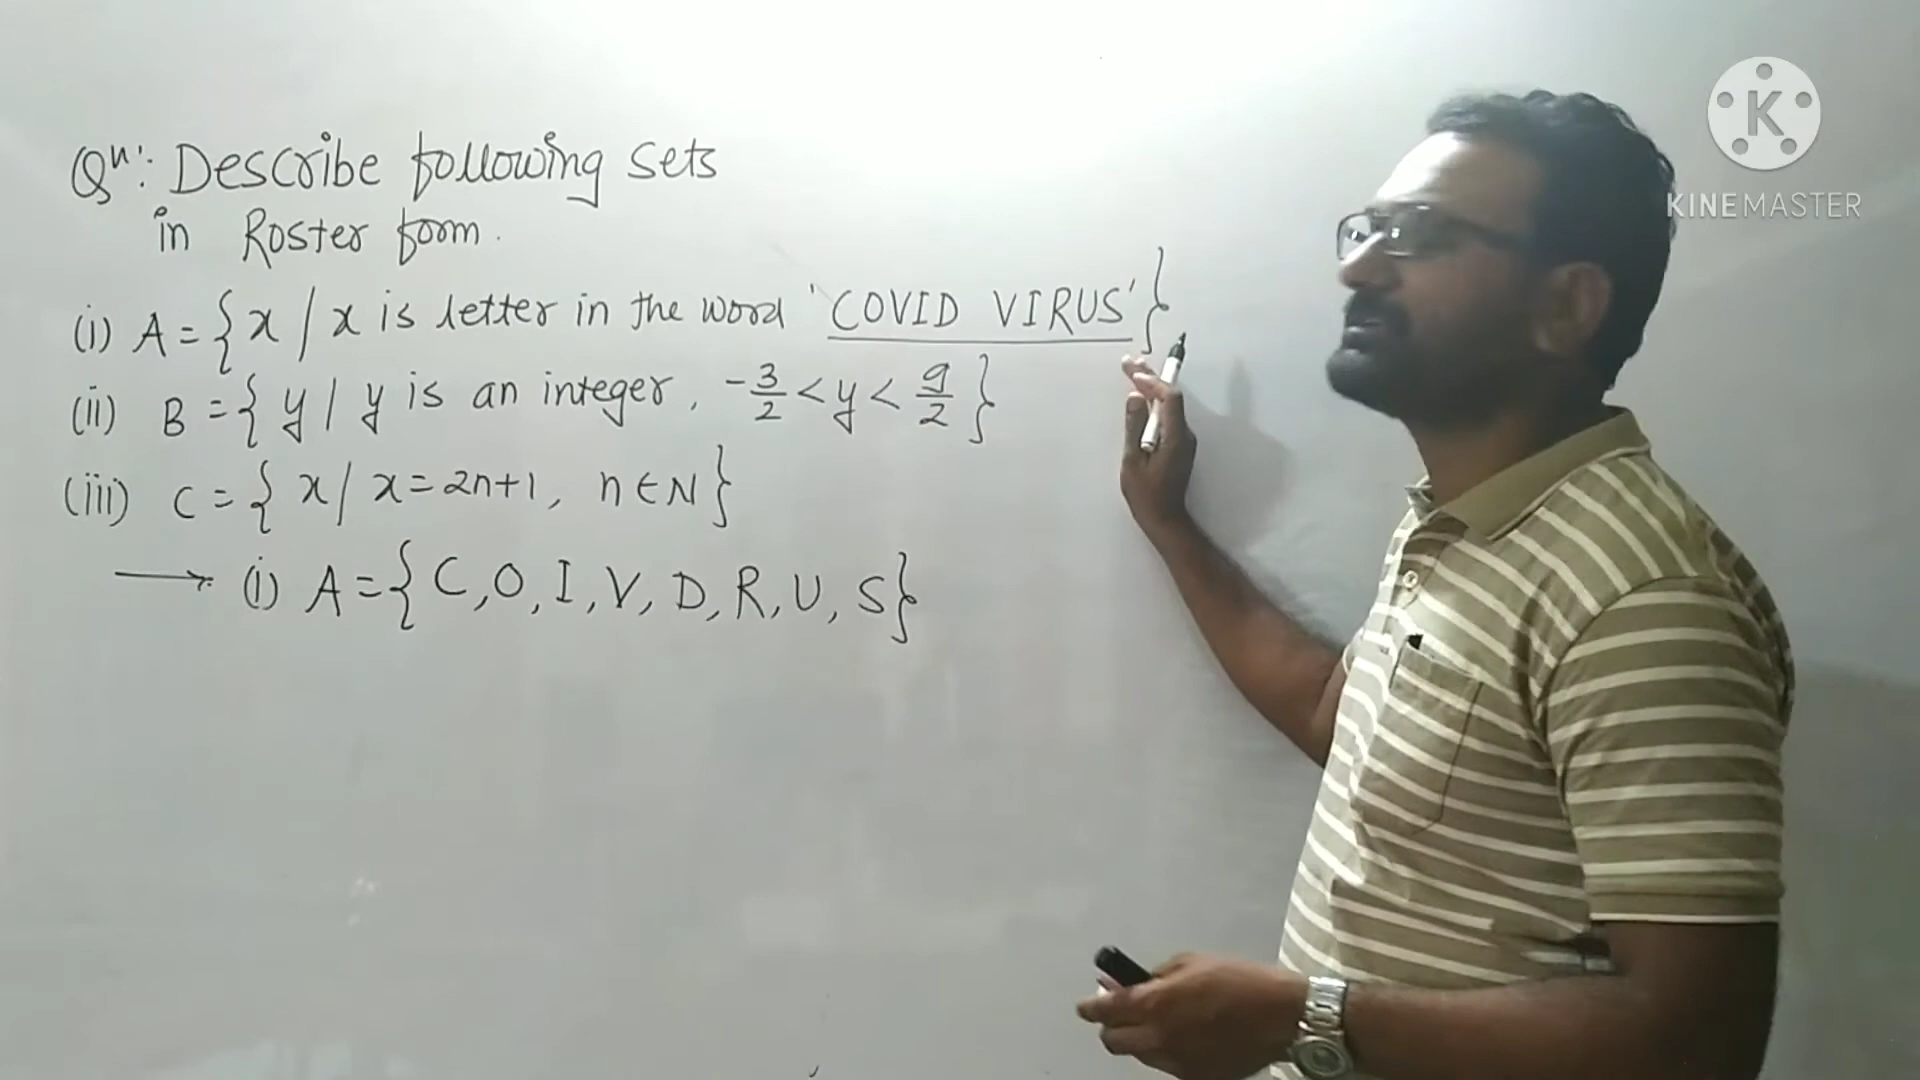 Qn: Describe following sets
in Roster form.
(i) A = {x / x is letter in the word 'COVID VIRUS'}
(ii) B = {y / y is an integer, -3/2 < y < 9/2}
(iii) C = {x / x = 2n+1, n ∈ N}
→ (i) A = {C, O, I, V, D, R, U, S}
K
KINEMASTER